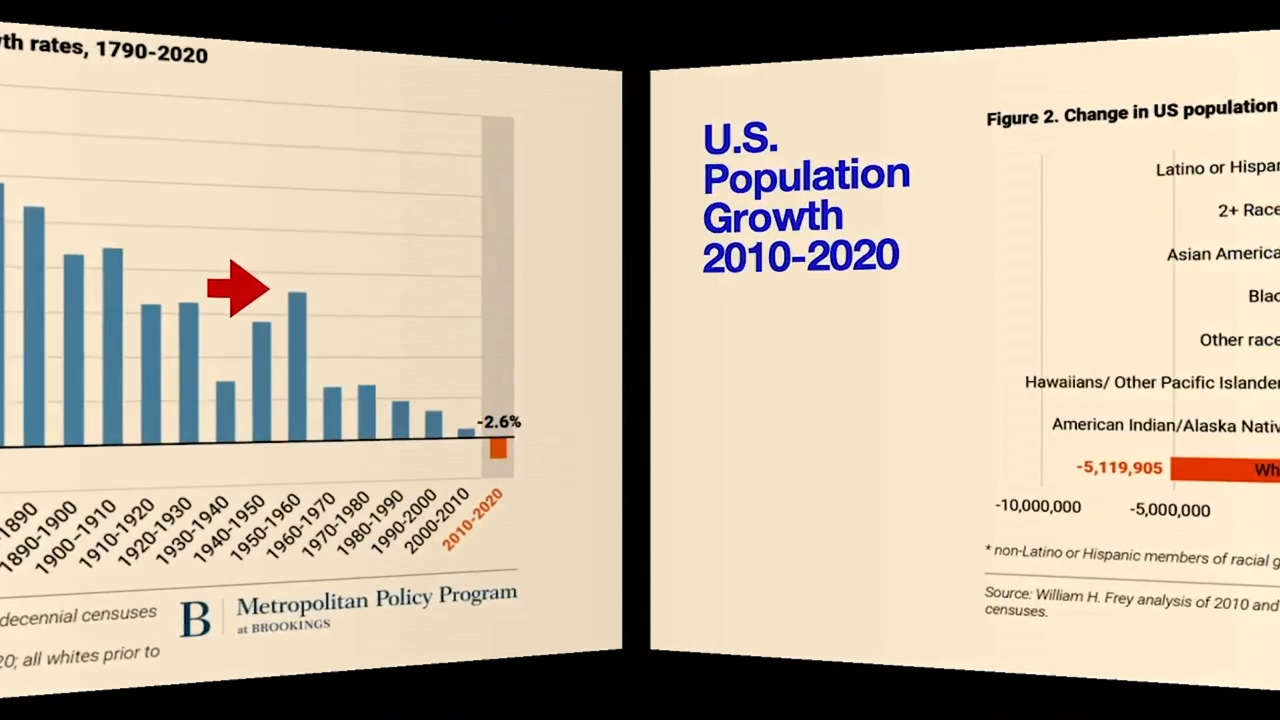 th rates, 1790-2020
-2.6%
-1890
1890-1900
1900-1910
1910-1920
1920-1930
1930-1940
1940-1950
1950-1960
1960-1970
1970-1980
1980-1990
1990-2000
2000-2010
2010-2020
decennial censuses
20; all whites prior to
B
Metropolitan Policy Program
at BROOKINGS
U.S.
Population
Growth
2010-2020
Figure 2. Change in US population
Latino or Hispan
2+ Race
Asian America
Blac
Other race
Hawaiians/ Other Pacific Islander
American Indian/Alaska Nativ
-5,119,905
Wh
-10,000,000
-5,000,000
* non-Latino or Hispanic members of racial g
Source: William H. Frey analysis of 2010 and
censuses.